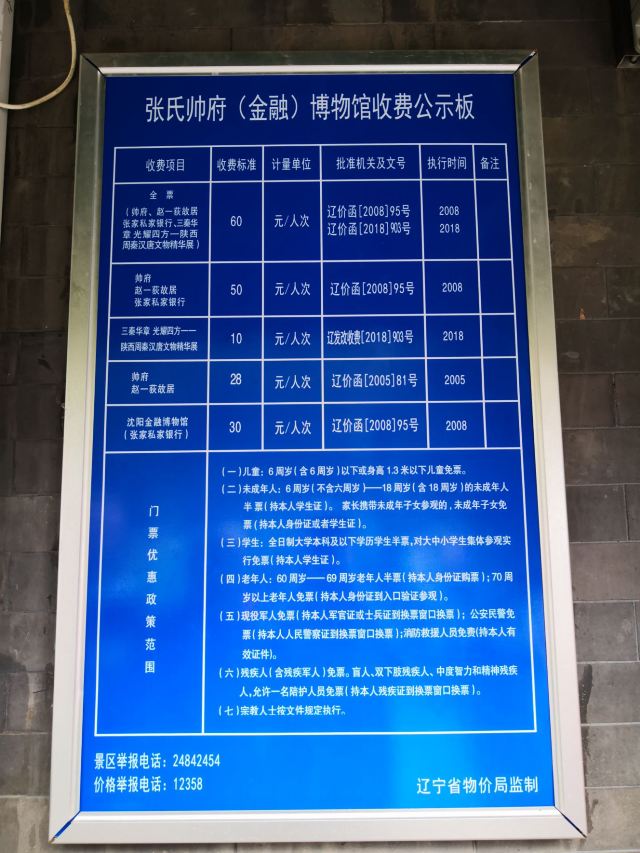 张氏帅府（金融）博物馆收费公示板
收费项目 收费标准 计量单位 批准机关及文号 执行时间 备注
全 票
（帅府、赵一荻故居
张家私家银行、三秦华
章 光耀四方—陕西
周秦汉唐文物精华展）
60 元/人次
辽价函[2008]95号 2008
辽价函[2018]903号 2018
帅府
赵一荻故居
张家私家银行
50 元/人次 辽价函[2008]95号 2008
三秦华章 光耀四方——
陕西周秦汉唐文物精华展
10 元/人次 辽发改收费[2018]903号 2018
帅府
赵一荻故居
28 元/人次 辽价函[2005]81号 2005
沈阳金融博物馆
（张家私家银行）
30 元/人次 辽价函[2008]95号 2008
门票优惠政策范围
（一）儿童：6周岁（含6周岁）以下或身高1.3米以下儿童免票。
（二）未成年人：6周岁（不含六周岁）——18周岁（含18周岁）的未成年人
半票（持本人学生证）。 家长携带未成年子女参观的，未成年子女免
票（持本人身份证或者学生证）。
（三）学生：全日制大学本科及以下学历学生半票，对大中小学生集体参观实
行免票（持本人学生证）。
（四）老年人：60周岁——69周岁老年人半票（持本人身份证购票）；70周
岁以上老年人免票（持本人身份证到入口验证参观）。
（五）现役军人免票（持本人军官证或士兵证到换票窗口换票）； 公安民警免
票（持本人人民警察证到换票窗口换票）；消防救援人员免费（持本人有
效证件）。
（六）残疾人（含残疾军人）免票。盲人、双下肢残疾人、中度智力和精神残疾
人，允许一名陪护人员免票（持本人残疾证到换票窗口换票）。
（七）宗教人士按文件规定执行。
景区举报电话：24842454
价格举报电话：12358
辽宁省物价局监制